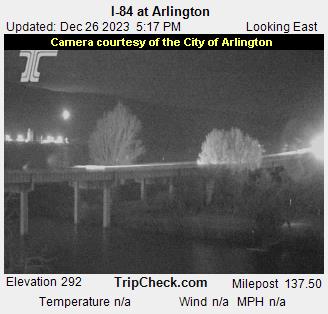 I-84 at Arlington
Updated: Dec 26 2023 5:17 PM Looking East
Camera courtesy of the City of Arlington
Elevation 292 TripCheck.com Milepost 137.50
Temperature n/a Wind n/a MPH n/a